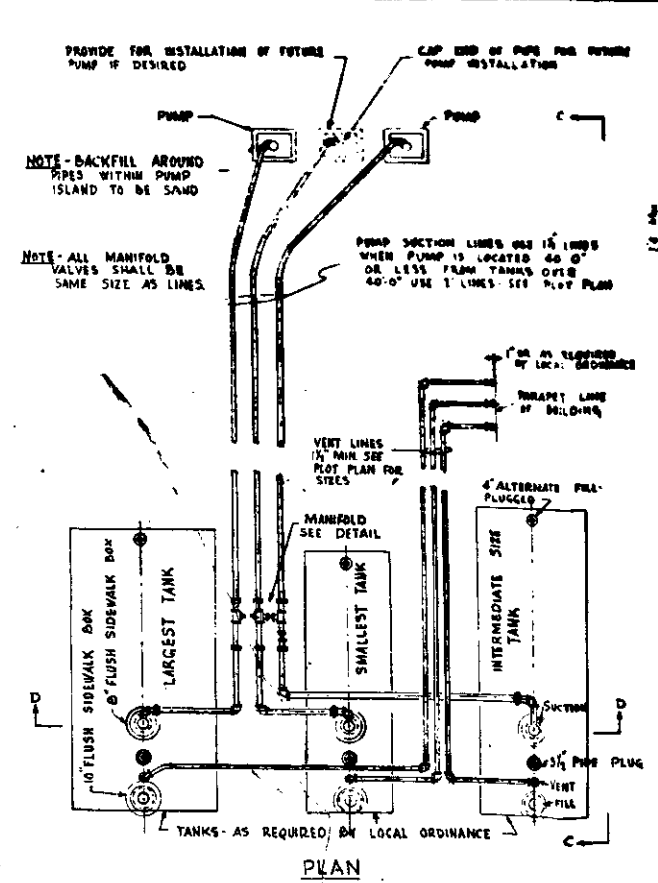 PROVIDE FOR INSTALLATION OF FUTURE
PUMP IF DESIRED
CAP END OF PIPE FOR FUTURE
PUMP INSTALLATION
PUMP
PUMP
C
NOTE - BACKFILL AROUND
PIPES WITHIN PUMP
ISLAND TO BE SAND
NOTE - ALL MANIFOLD
VALVES SHALL BE
SAME SIZE AS LINES.
PUMP SUCTION LINES USE 1½" LINES
WHEN PUMP IS LOCATED 40'0"
OR LESS FROM TANKS OVER
40'-0" USE 2" LINES - SEE PLOT PLAN
1" OR AS REQUIRED
BY LOCAL ORDINANCE
PARAPET LINE
OF BUILDING
VENT LINES
1½" MIN. SEE
PLOT PLAN FOR
SIZES
4" ALTERNATE FILL-
PLUGGED
MANIFOLD
SEE DETAIL
10" FLUSH SIDEWALK BOX
8" FLUSH SIDEWALK BOX
LARGEST TANK
SMALLEST TANK
INTERMEDIATE SIZE
TANK
D
SUCTION
D
3½" PIPE PLUG
VENT
FILL
TANKS - AS REQUIRED BY LOCAL ORDINANCE
C
PLAN